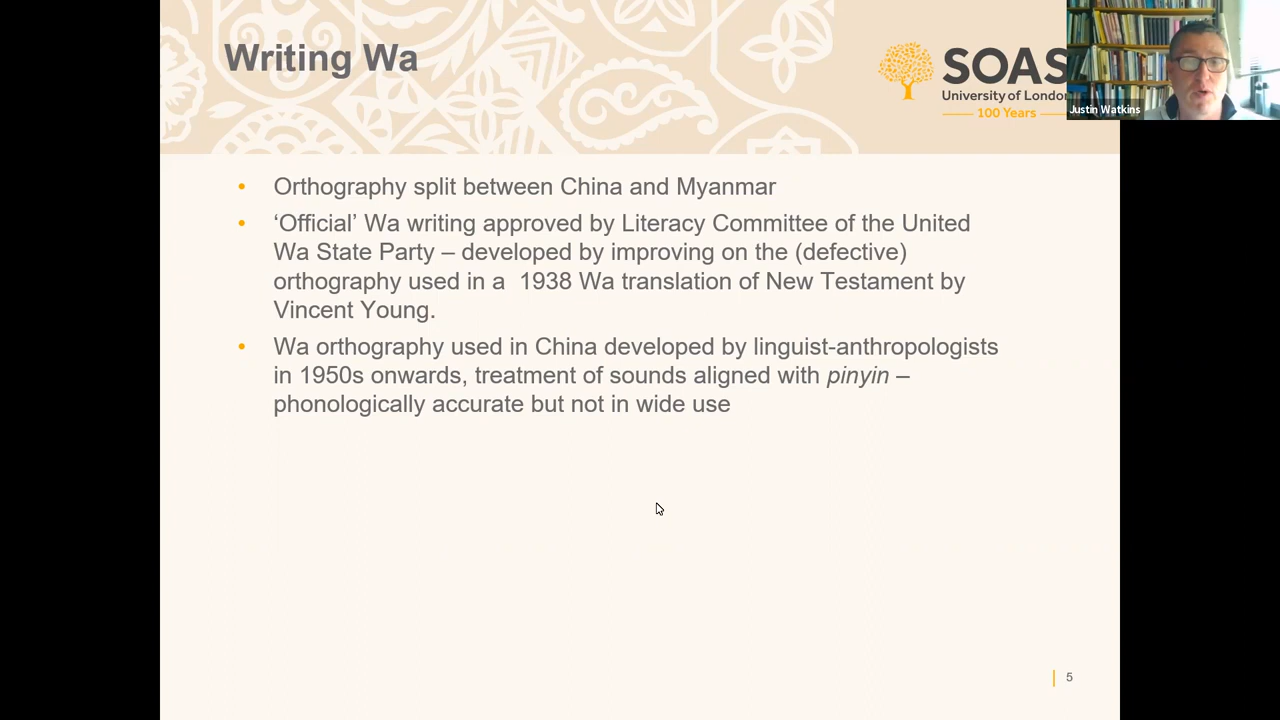 Writing Wa
SOAS
University of London
100 Years
Justin Watkins
• Orthography split between China and Myanmar
• ‘Official’ Wa writing approved by Literacy Committee of the United
Wa State Party – developed by improving on the (defective)
orthography used in a  1938 Wa translation of New Testament by
Vincent Young.
• Wa orthography used in China developed by linguist-anthropologists
in 1950s onwards, treatment of sounds aligned with pinyin –
phonologically accurate but not in wide use
5